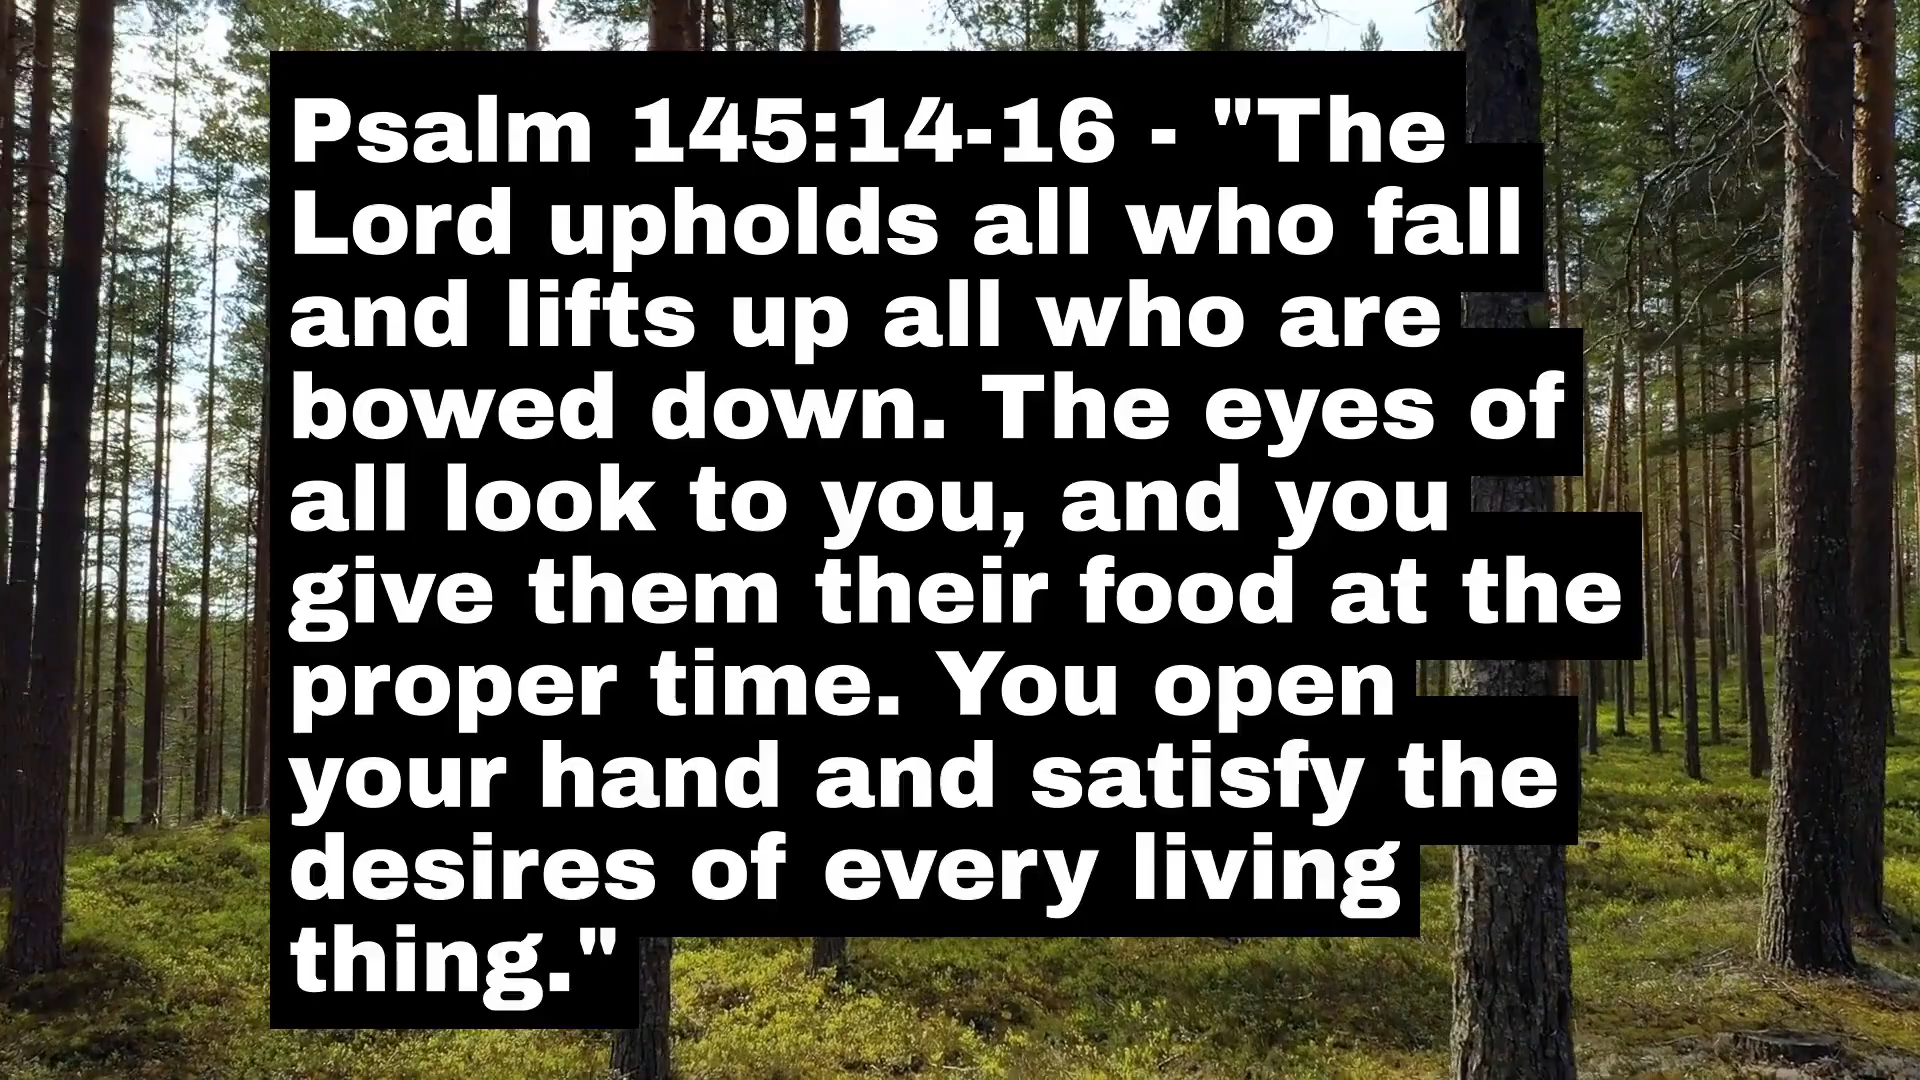 Psalm 145:14-16 - "The
Lord upholds all who fall
and lifts up all who are
bowed down. The eyes of
all look to you, and you
give them their food at the
proper time. You open
your hand and satisfy the
desires of every living
thing."